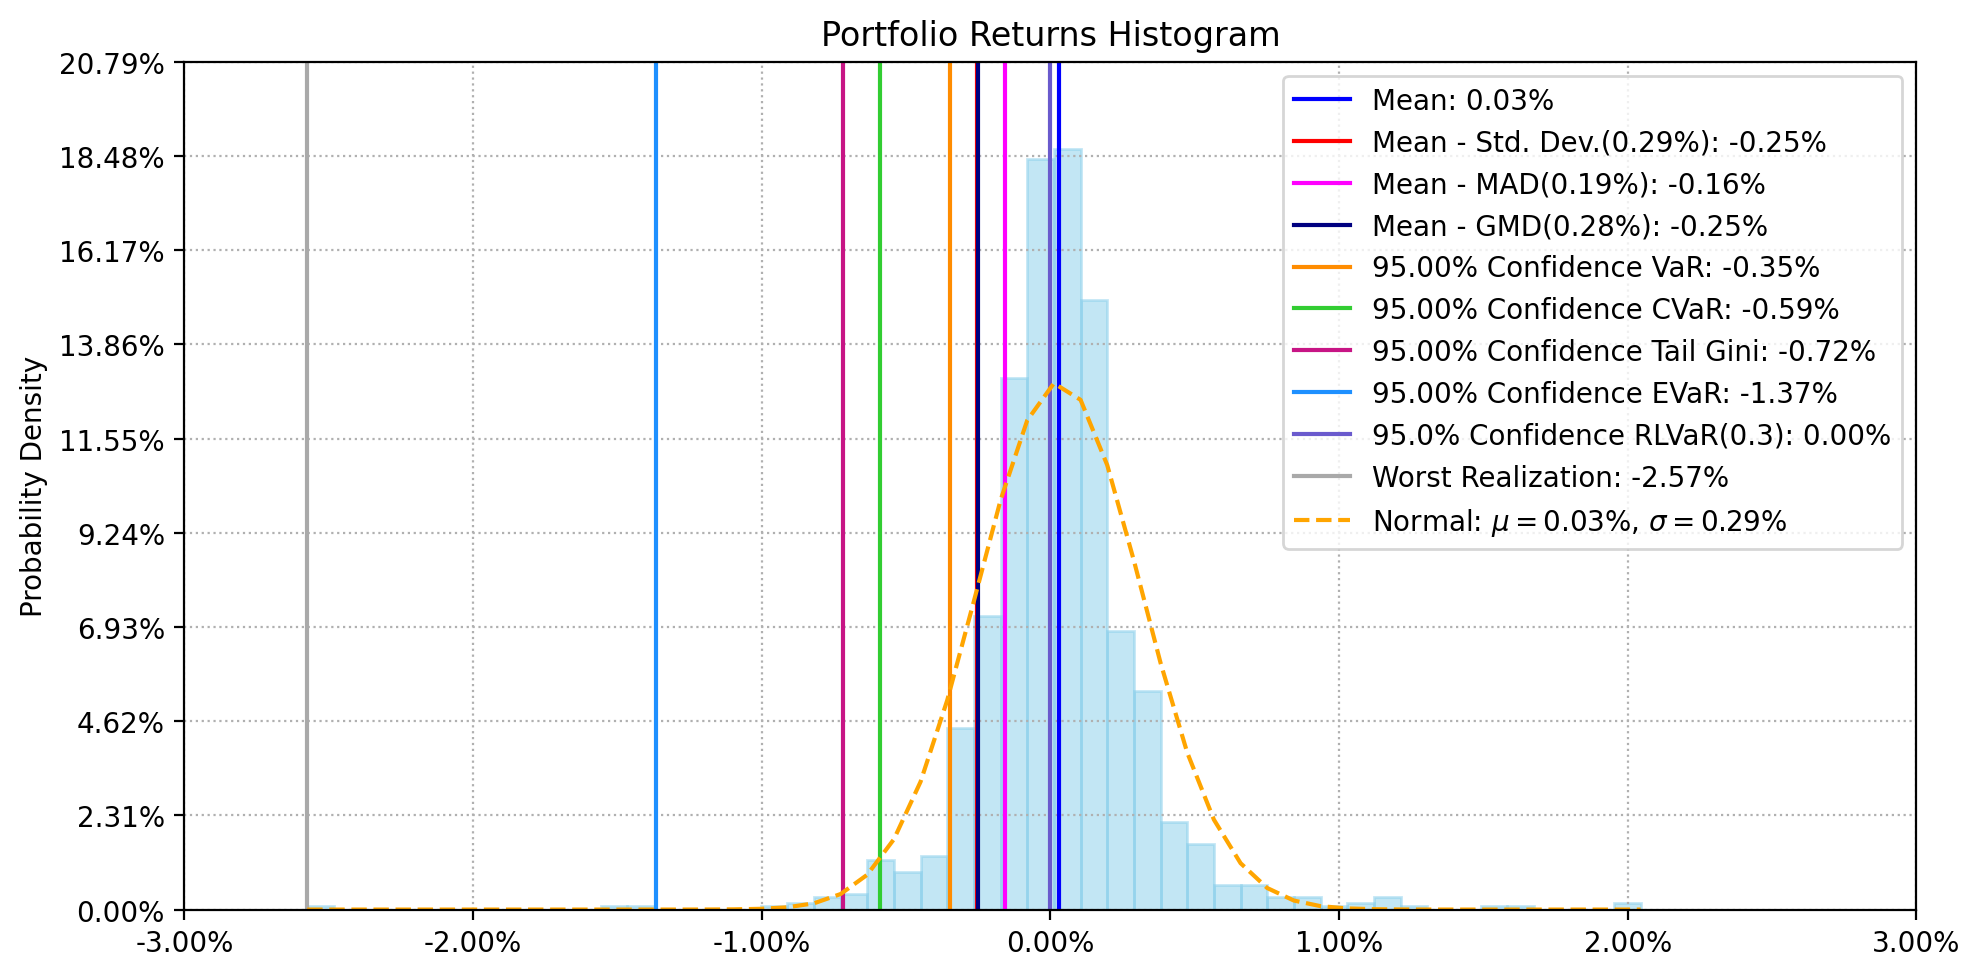 Portfolio Returns Histogram
20.79%
18.48%
16.17%
13.86%
11.55%
9.24%
6.93%
4.62%
2.31%
0.00%
Probability Density
Mean: 0.03%
Mean - Std. Dev.(0.29%): -0.25%
Mean - MAD(0.19%): -0.16%
Mean - GMD(0.28%): -0.25%
95.00% Confidence VaR: -0.35%
95.00% Confidence CVaR: -0.59%
95.00% Confidence Tail Gini: -0.72%
95.00% Confidence EVaR: -1.37%
95.0% Confidence RLVaR(0.3): 0.00%
Worst Realization: -2.57%
Normal: μ = 0.03%, σ = 0.29%
-3.00% -2.00% -1.00% 0.00% 1.00% 2.00% 3.00%